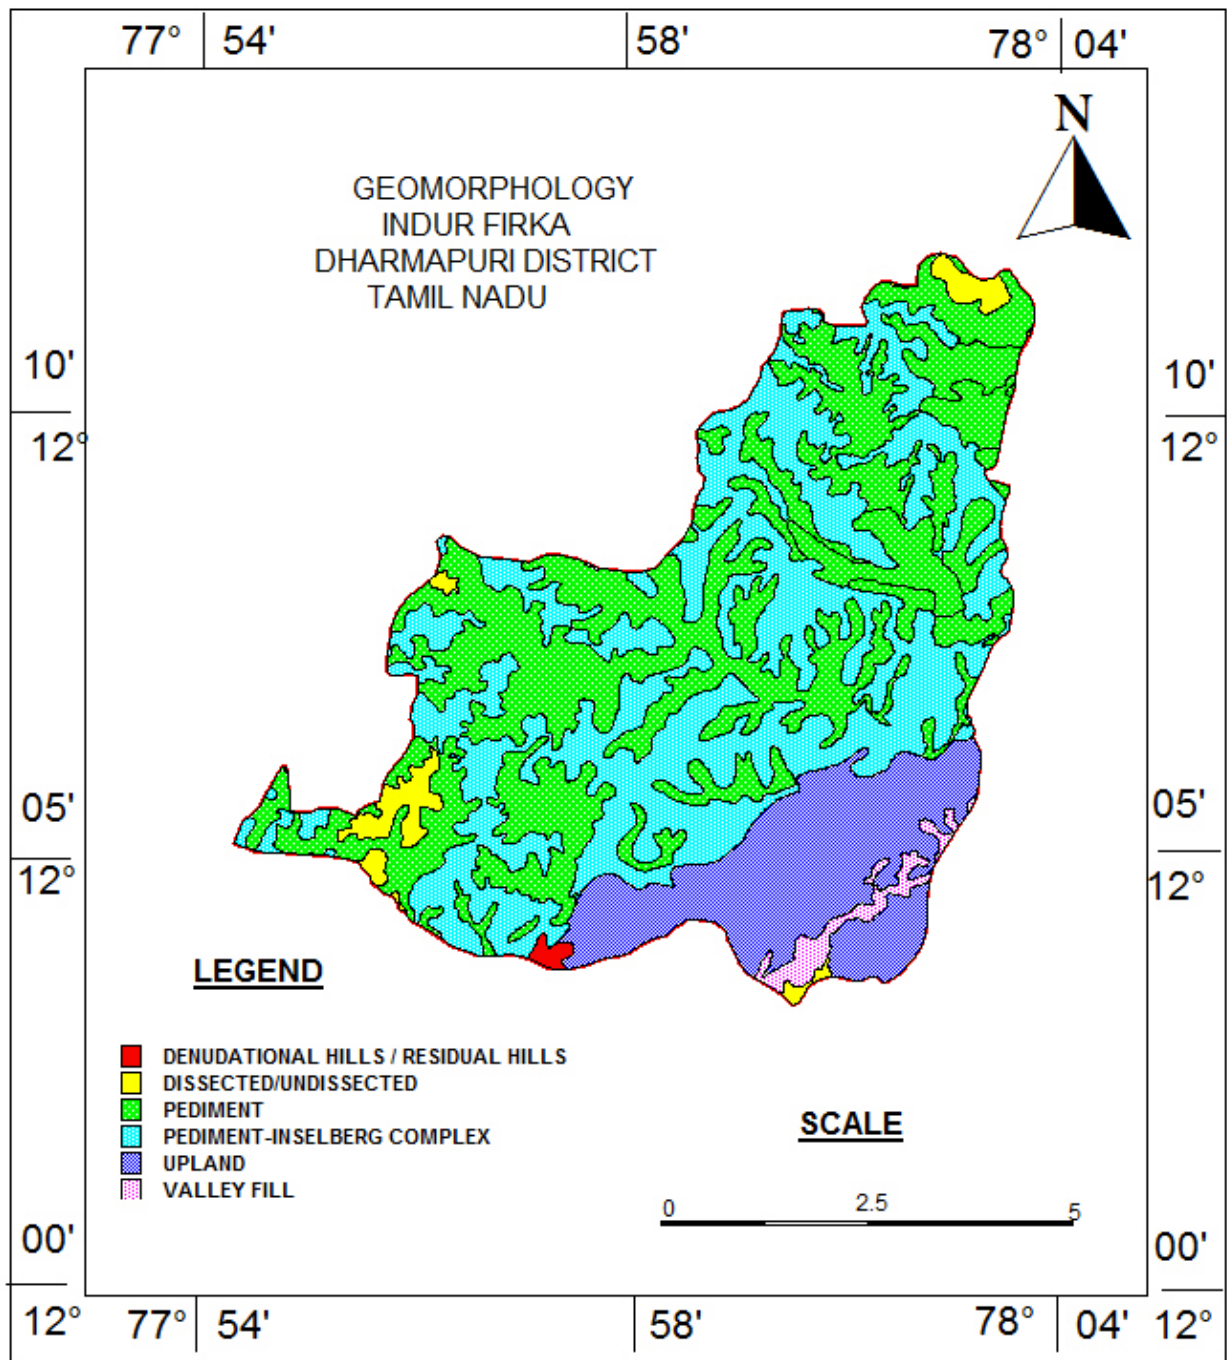 77° 54' 58' 78° 04'
N
GEOMORPHOLOGY
INDUR FIRKA
DHARMAPURI DISTRICT
TAMIL NADU
10' 10'
12° 12°
05' 05'
12° 12°
LEGEND
DENUDATIONAL HILLS / RESIDUAL HILLS
DISSECTED/UNDISSECTED
PEDIMENT
PEDIMENT-INSELBERG COMPLEX
UPLAND
VALLEY FILL
SCALE
0 2.5 5
00' 00'
12° 77° 54' 58' 78° 04' 12°